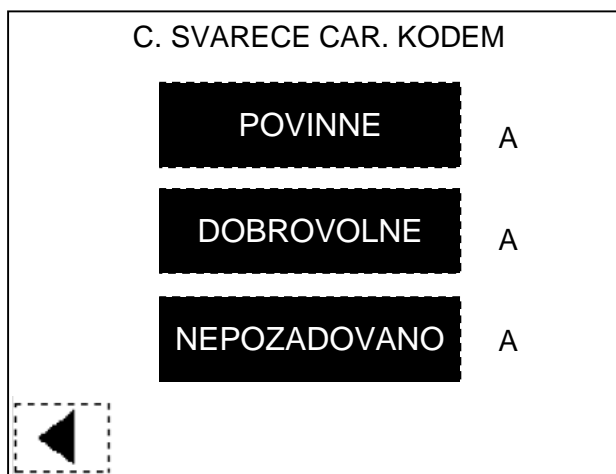 C. SVARECE CAR. KODEM
POVINNE A
DOBROVOLNE A
NEPOZADOVANO A